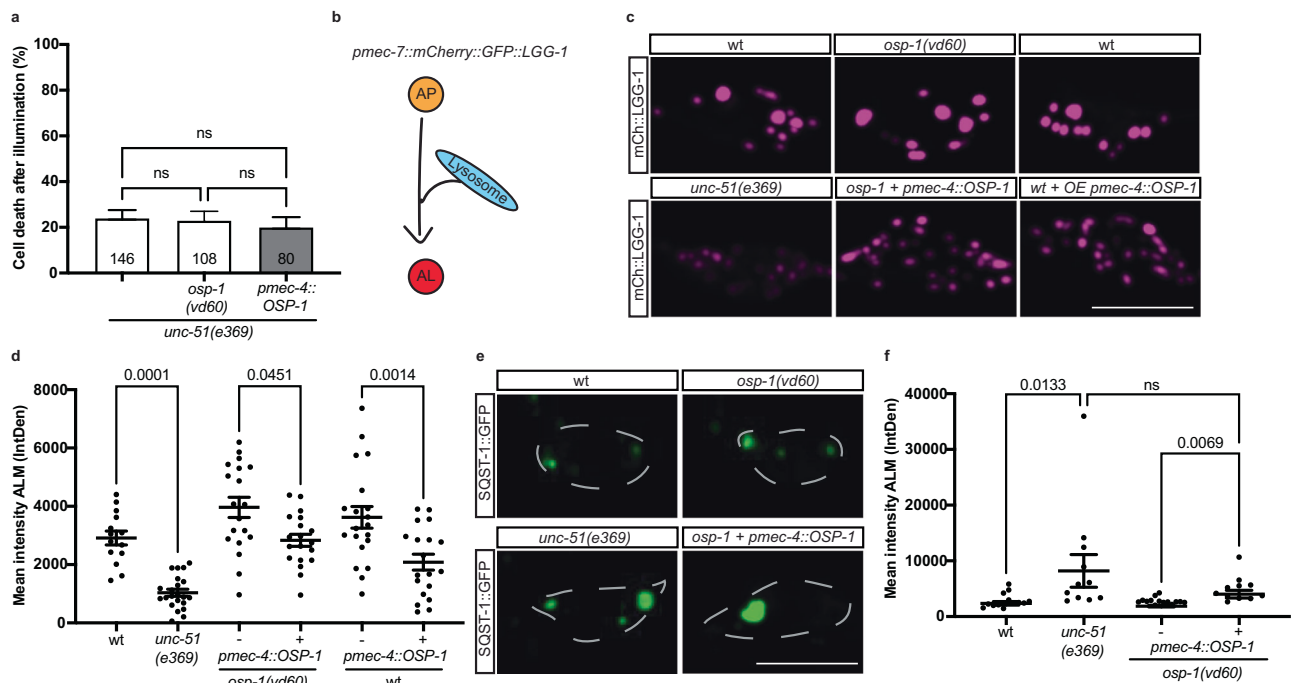 a
Cell death after illumination (%)
100
80
60
40
20
0
ns
ns
ns
146
108
80
osp-1
(vd60)
pmec-4::
OSP-1
unc-51(e369)
b
pmec-7::mCherry::GFP::LGG-1
AP
Lysosome
AL
c
wt
osp-1(vd60)
wt
mCh::LGG-1
unc-51(e369)
osp-1 + pmec-4::OSP-1
wt + OE pmec-4::OSP-1
mCh::LGG-1
d
Mean intensity ALM (IntDen)
8000
6000
4000
2000
0
0.0001
0.0451
0.0014
wt
unc-51
(e369)
-
+
-
+
pmec-4::OSP-1
pmec-4::OSP-1
osp-1(vd60)
wt
e
wt
osp-1(vd60)
SQST-1::GFP
unc-51(e369)
osp-1 + pmec-4::OSP-1
SQST-1::GFP
f
Mean intensity ALM (IntDen)
40000
30000
20000
10000
0
0.0133
ns
0.0069
wt
unc-51
(e369)
-
+
pmec-4::OSP-1
osp-1(vd60)